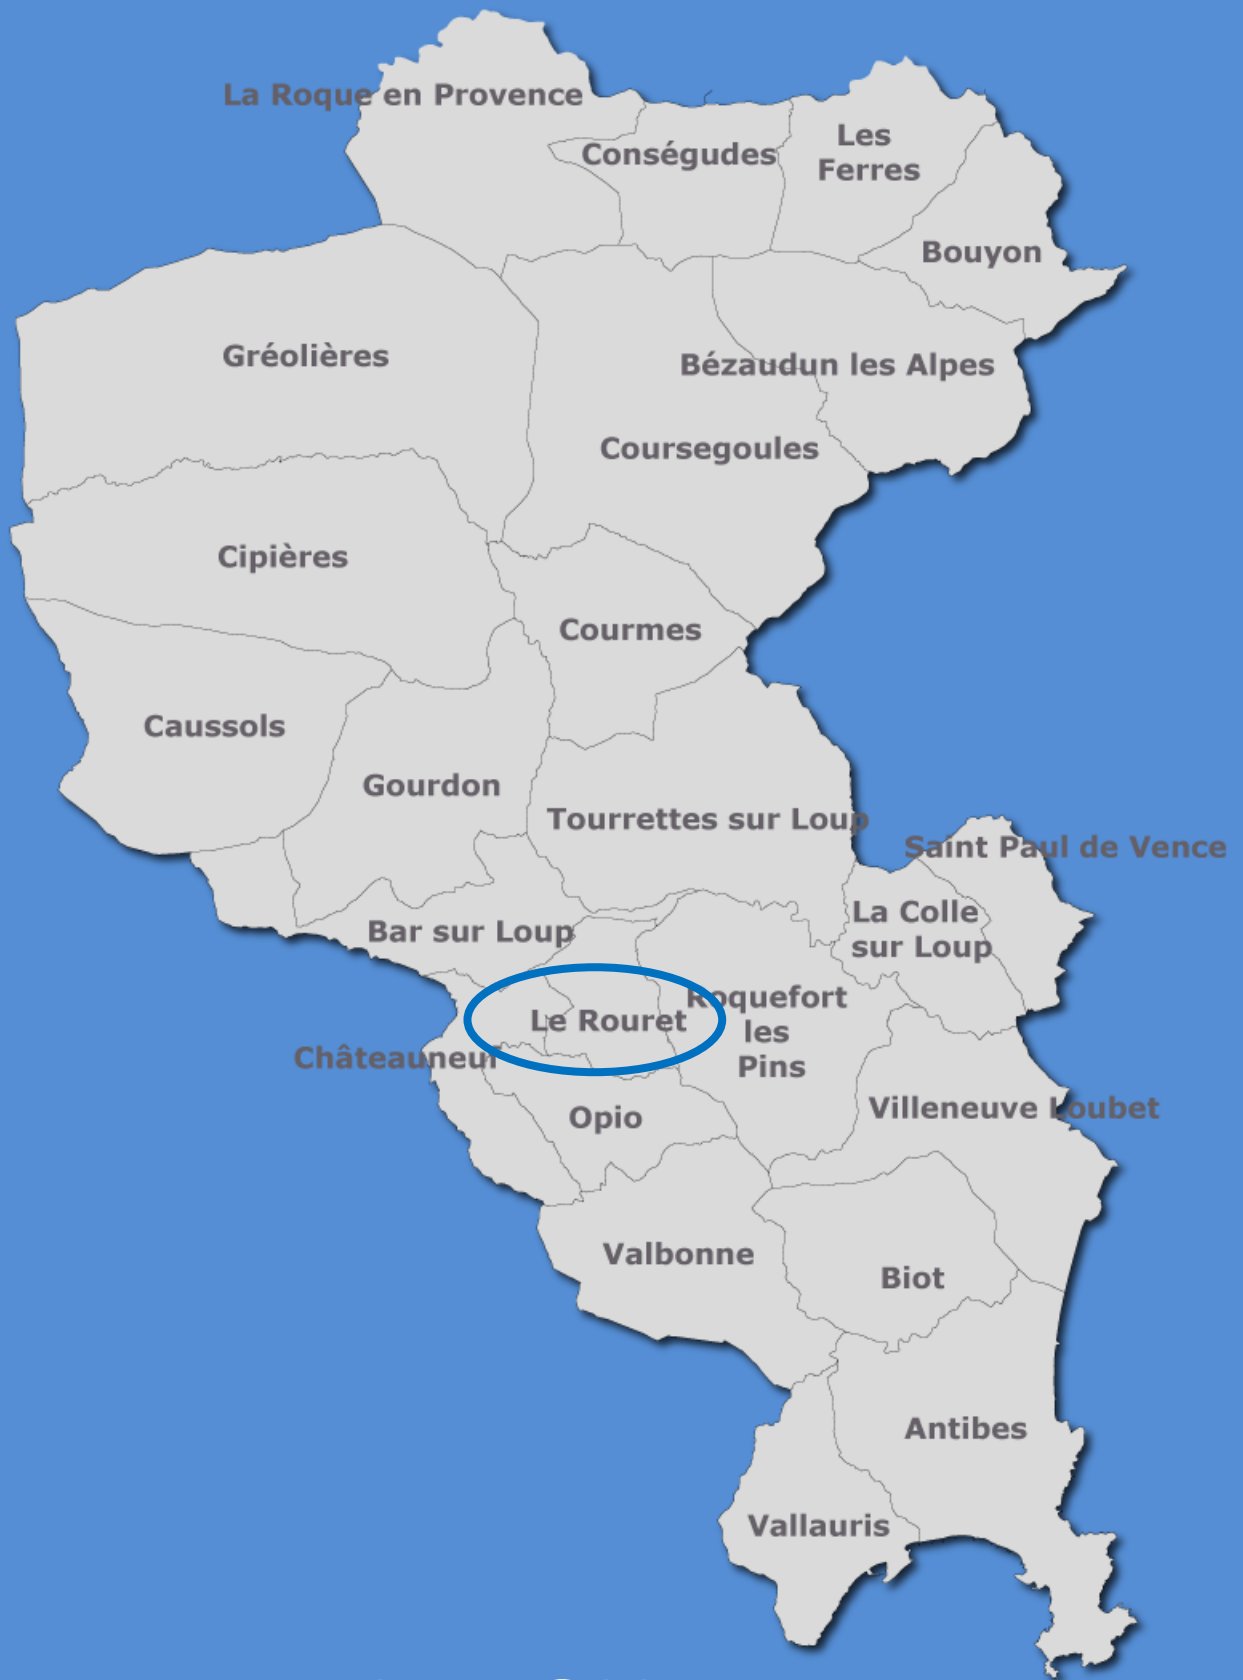 La Roque en Provence
Conségudes
Les
Ferres
Bouyon
Gréolières
Bézaudun les Alpes
Coursegoules
Cipières
Courmes
Caussols
Gourdon
Tourrettes sur Loup
Saint Paul de Vence
La Colle
sur Loup
Bar sur Loup
Roquefort
les
Pins
Le Rouret
Châteauneuf
Villeneuve Loubet
Opio
Valbonne
Biot
Antibes
Vallauris